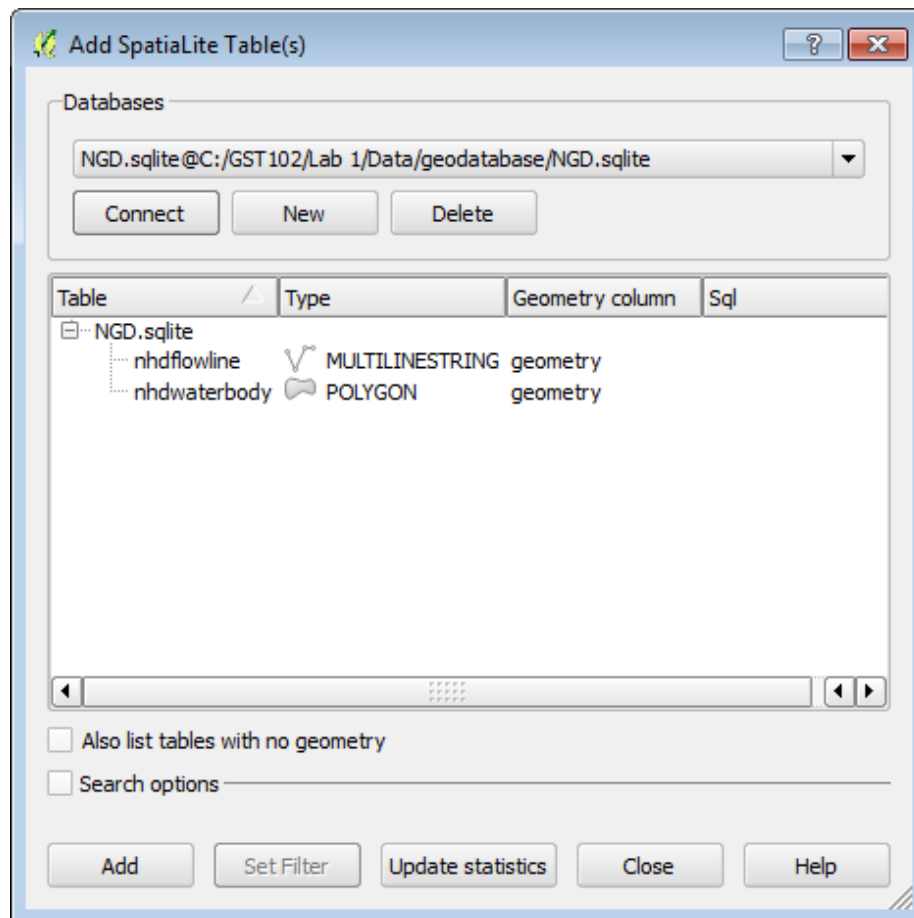 Add SpatiaLite Table(s)
Databases
NGD.sqlite@C:/GST102/Lab 1/Data/geodatabase/NGD.sqlite
Connect New Delete
Table Type Geometry column Sql
NGD.sqlite
nhdflowline MULTILINESTRING geometry
nhdwaterbody POLYGON geometry
Also list tables with no geometry
Search options
Add Set Filter Update statistics Close Help